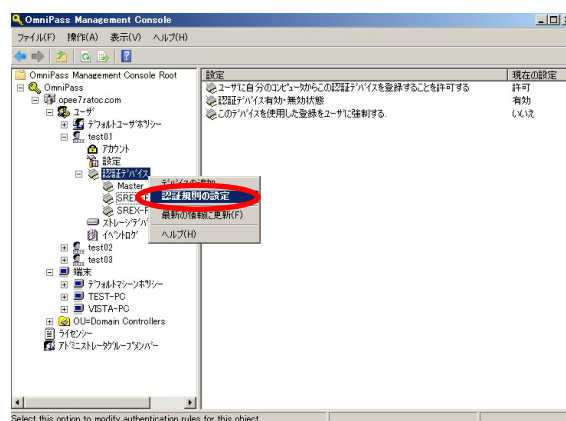 OmniPass Management Console
ファイル(F) 操作(A) 表示(V) ヘルプ(H)
OmniPass Management Console Root
OmniPass
opee7.ratoc.com
ユーザ
デフォルトユーザポリシー
test01
アカウント
設定
認証デバイス
Master
SREX-F
SREX-F
ストレージデバ
イベントログ
test02
test03
端末
デフォルトマシーンポリシー
TEST-PC
VISTA-PC
OU=Domain Controllers
ライセンシー
アドミニストレータグループメンバー
デバイスの追加
認証規則の設定
最新の情報に更新(F)
ヘルプ(H)
設定 現在の設定
ユーザに自分のコンピュータからこの認証デバイスを登録することを許可する 許可
認証デバイス有効・無効状態 有効
このデバイスを使用した登録をユーザに強制する. いいえ
Select this option to modify authentication rules for this object